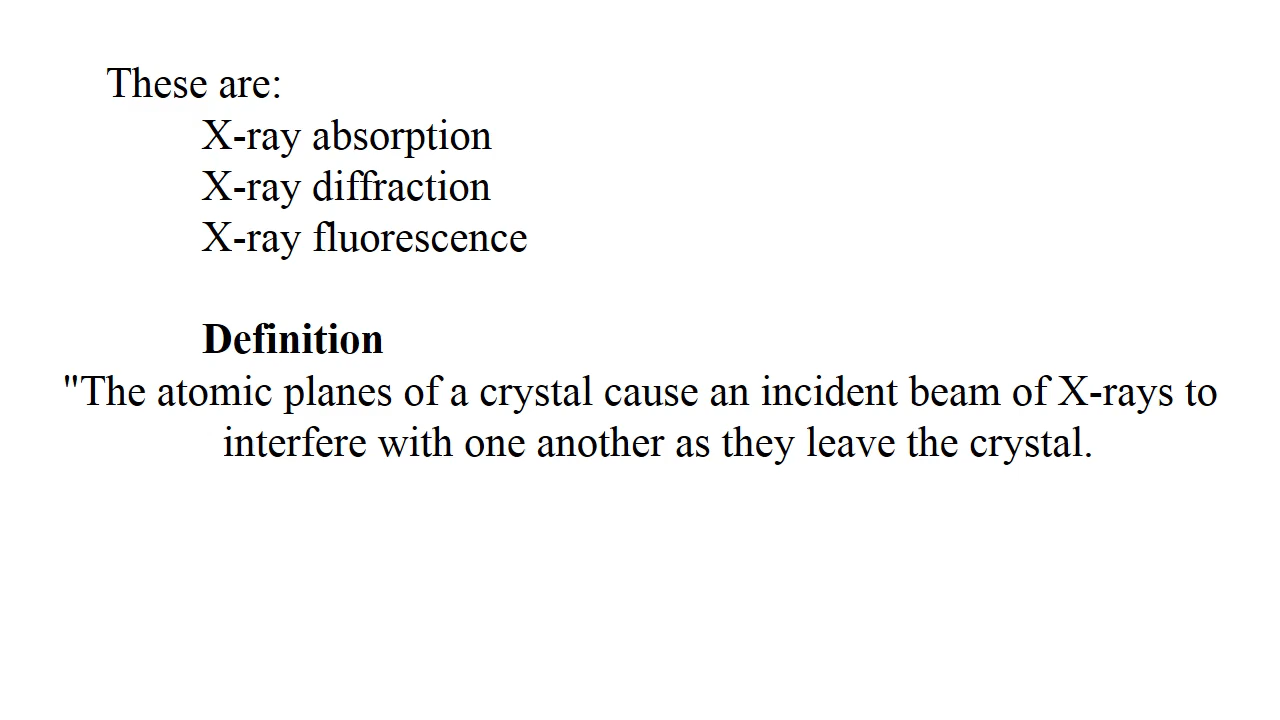 These are:
X-ray absorption
X-ray diffraction
X-ray fluorescence
Definition
"The atomic planes of a crystal cause an incident beam of X-rays to
interfere with one another as they leave the crystal.